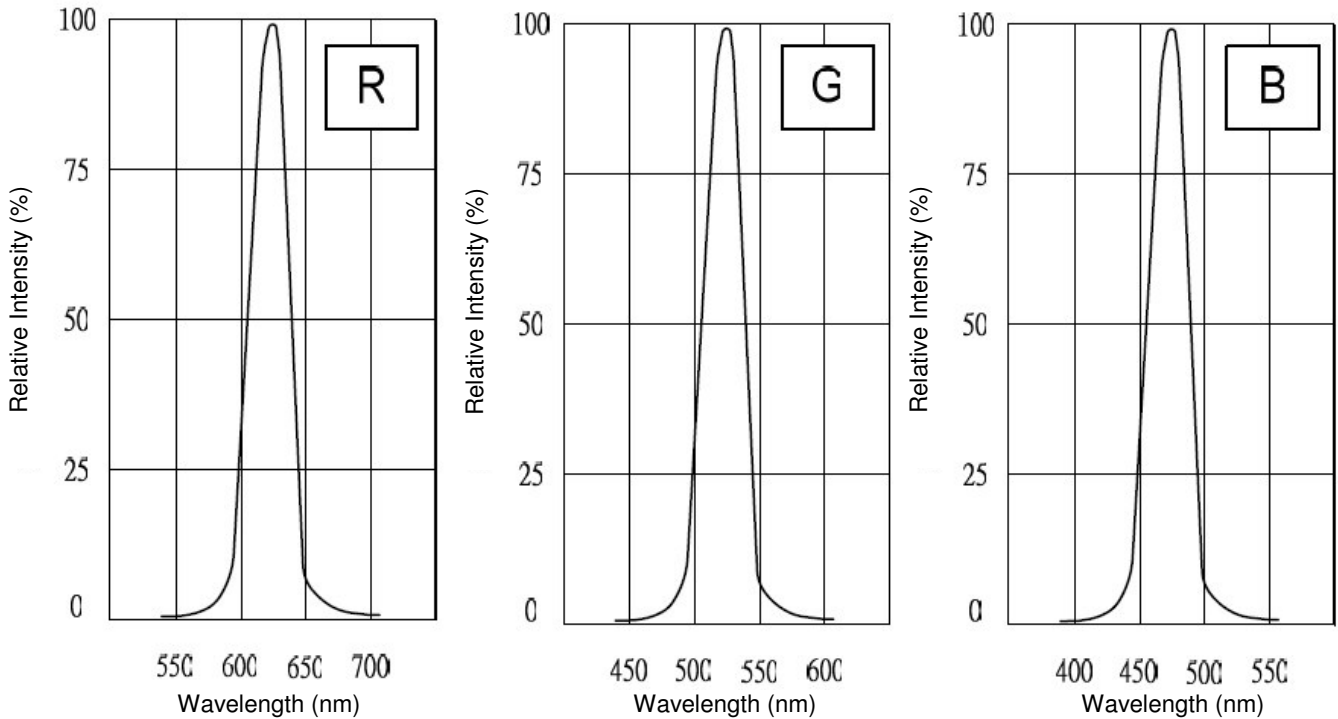 100
75
50
25
0
Relative Intensity (%)
R
550 600 650 700
Wavelength (nm)
100
75
50
25
0
Relative Intensity (%)
G
450 500 550 600
Wavelength (nm)
100
75
50
25
0
Relative Intensity (%)
B
400 450 500 550
Wavelength (nm)